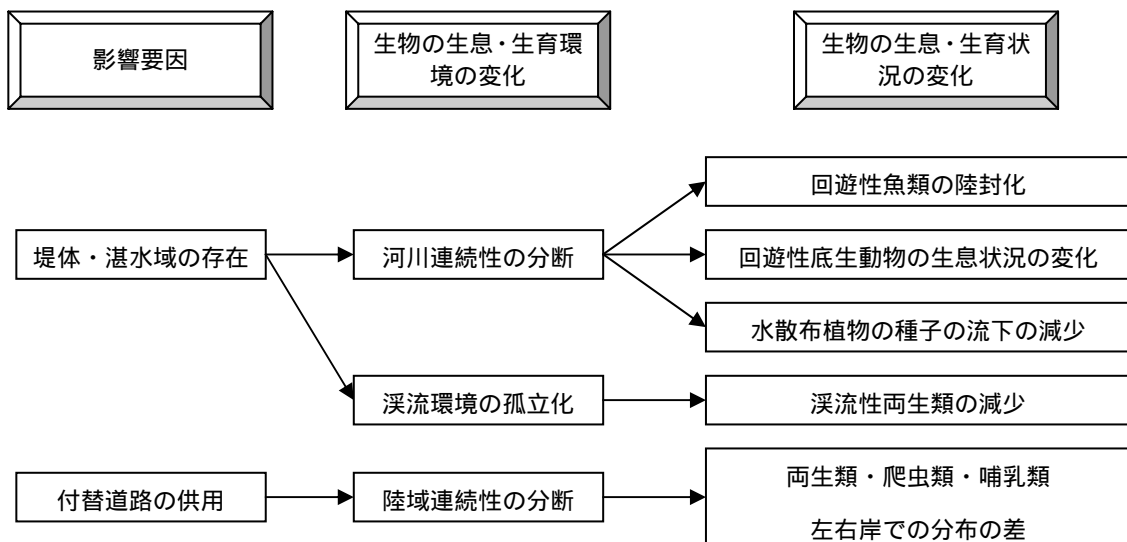 影響要因
生物の生息・生育環
境の変化
生物の生息・生育状
況の変化
回遊性魚類の陸封化
堤体・湛水域の存在
河川連続性の分断
回遊性底生動物の生息状況の変化
水散布植物の種子の流下の減少
渓流環境の孤立化
渓流性両生類の減少
付替道路の供用
陸域連続性の分断
両生類・爬虫類・哺乳類
左右岸での分布の差